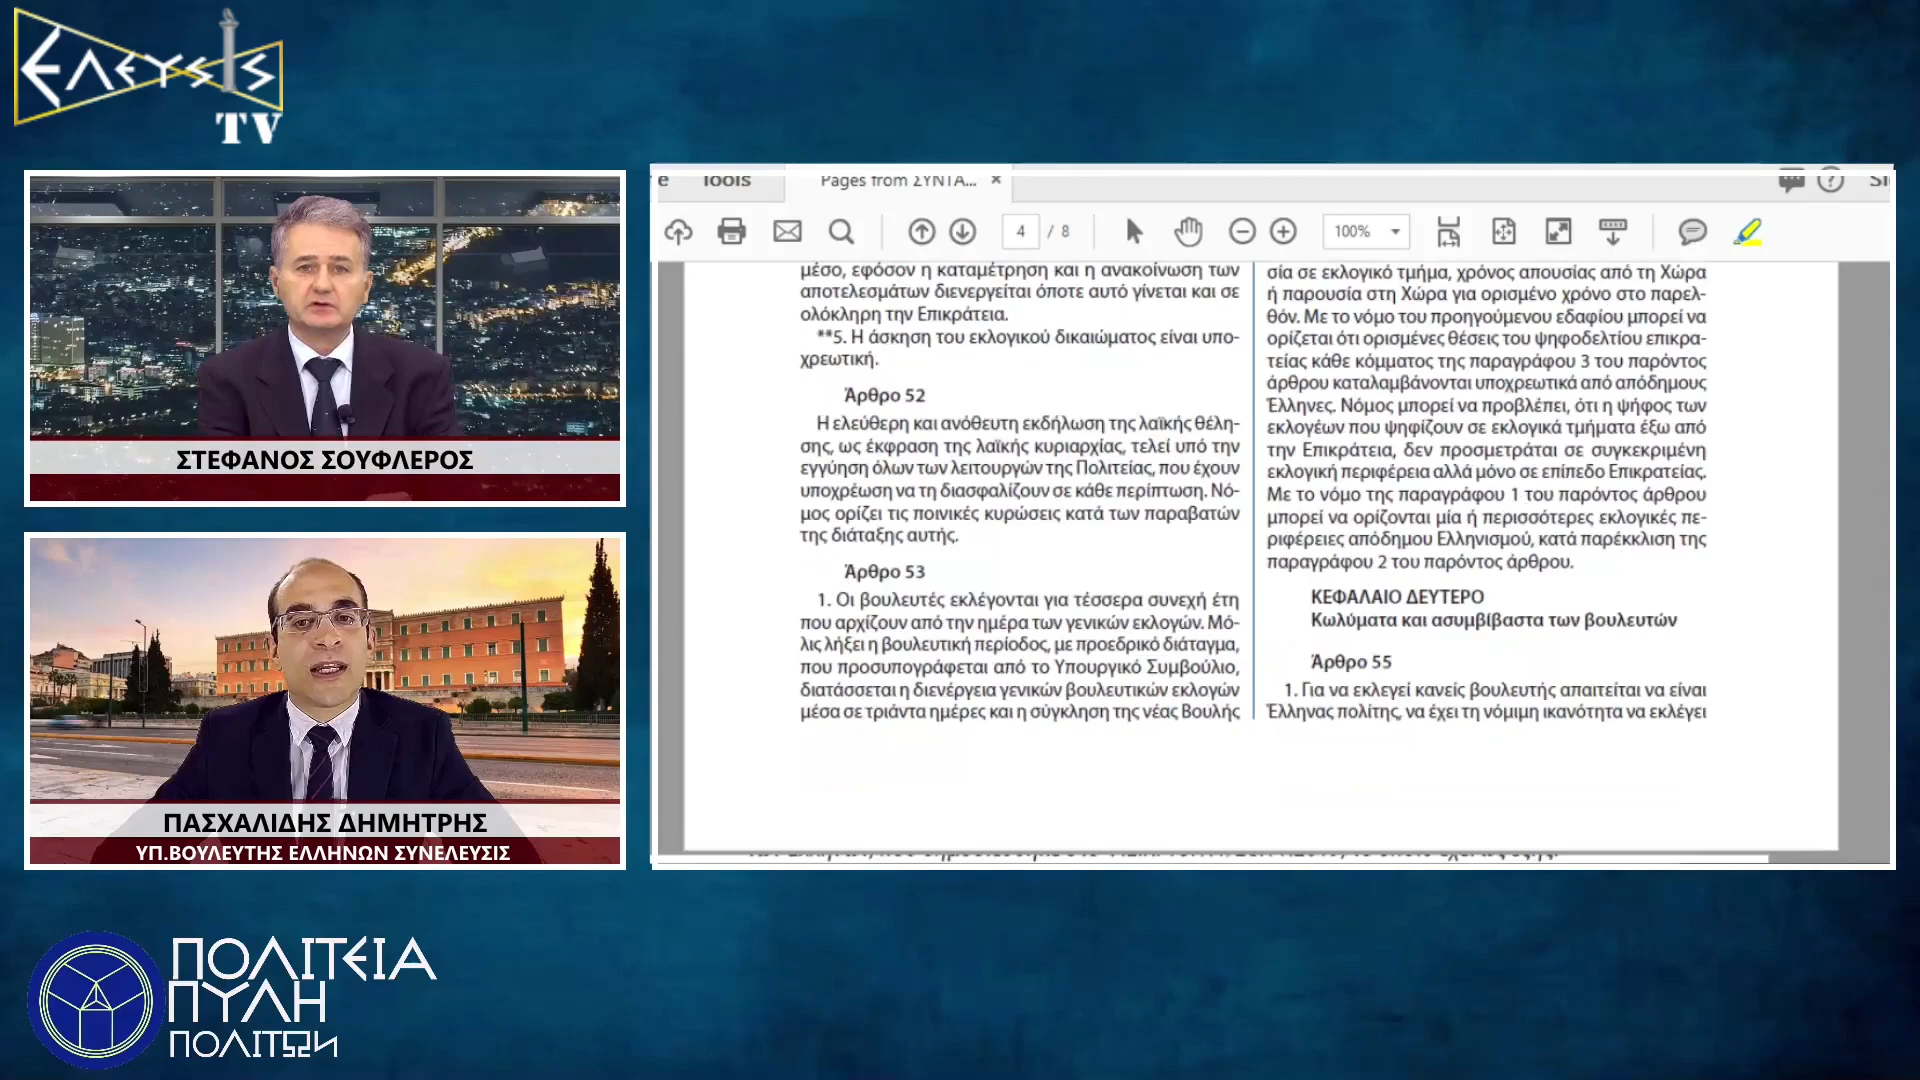 ΕΛΕΥSΙS
TV
ΣΤΕΦΑΝΟΣ ΣΟΥΦΛΕΡΟΣ
ΠΑΣΧΑΛΙΔΗΣ ΔΗΜΗΤΡΗΣ
ΥΠ.ΒΟΥΛΕΥΤΗΣ ΕΛΛΗΝΩΝ ΣΥΝΕΛΕΥΣΙΣ
ΠΟΛΙΤΕΙΑ
ΠΥΛΗ
ΠΟΛΙΤΩΝ
Tools
Pages from ΣΥΝΤΑ... ×
4 / 8
100%
μέσο, εφόσον η καταμέτρηση και η ανακοίνωση των
αποτελεσμάτων διενεργείται όποτε αυτό γίνεται και σε
ολόκληρη την Επικράτεια.
**5. Η άσκηση του εκλογικού δικαιώματος είναι υπο-
χρεωτική.
Άρθρο 52
Η ελεύθερη και ανόθευτη εκδήλωση της λαϊκής θέλη-
σης, ως έκφραση της λαϊκής κυριαρχίας, τελεί υπό την
εγγύηση όλων των λειτουργών της Πολιτείας, που έχουν
υποχρέωση να τη διασφαλίζουν σε κάθε περίπτωση. Νό-
μος ορίζει τις ποινικές κυρώσεις κατά των παραβατών
της διάταξης αυτής.
Άρθρο 53
1. Οι βουλευτές εκλέγονται για τέσσερα συνεχή έτη
που αρχίζουν από την ημέρα των γενικών εκλογών. Μό-
λις λήξει η βουλευτική περίοδος, με προεδρικό διάταγμα,
που προσυπογράφεται από το Υπουργικό Συμβούλιο,
διατάσσεται η διενέργεια γενικών βουλευτικών εκλογών
μέσα σε τριάντα ημέρες και η σύγκληση της νέας Βουλής
σία σε εκλογικό τμήμα, χρόνος απουσίας από τη Χώρα
ή παρουσία στη Χώρα για ορισμένο χρόνο στο παρελ-
θόν. Με το νόμο του προηγούμενου εδαφίου μπορεί να
ορίζεται ότι ορισμένες θέσεις του ψηφοδελτίου επικρα-
τείας κάθε κόμματος της παραγράφου 3 του παρόντος
άρθρου καταλαμβάνονται υποχρεωτικά από απόδημους
Έλληνες. Νόμος μπορεί να προβλέπει, ότι η ψήφος των
εκλογέων που ψηφίζουν σε εκλογικά τμήματα έξω από
την Επικράτεια, δεν προσμετράται σε συγκεκριμένη
εκλογική περιφέρεια αλλά μόνο σε επίπεδο Επικρατείας.
Με το νόμο της παραγράφου 1 του παρόντος άρθρου
μπορεί να ορίζονται μία ή περισσότερες εκλογικές πε-
ριφέρειες απόδημου Ελληνισμού, κατά παρέκκλιση της
παραγράφου 2 του παρόντος άρθρου.
ΚΕΦΑΛΑΙΟ ΔΕΥΤΕΡΟ
Κωλύματα και ασυμβίβαστα των βουλευτών
Άρθρο 55
1. Για να εκλεγεί κανείς βουλευτής απαιτείται να είναι
Έλληνας πολίτης, να έχει τη νόμιμη ικανότητα να εκλέγει